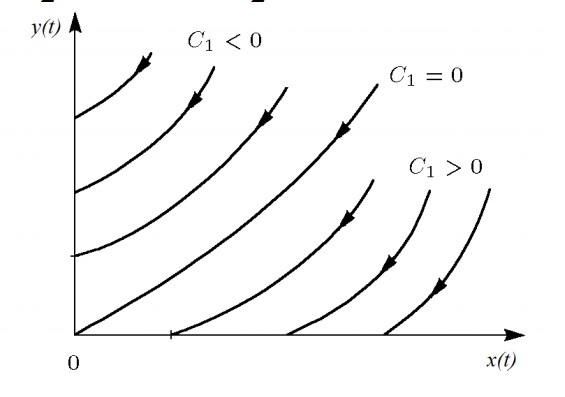 y(t)
C₁ < 0
C₁ = 0
C₁ > 0
0
x(t)